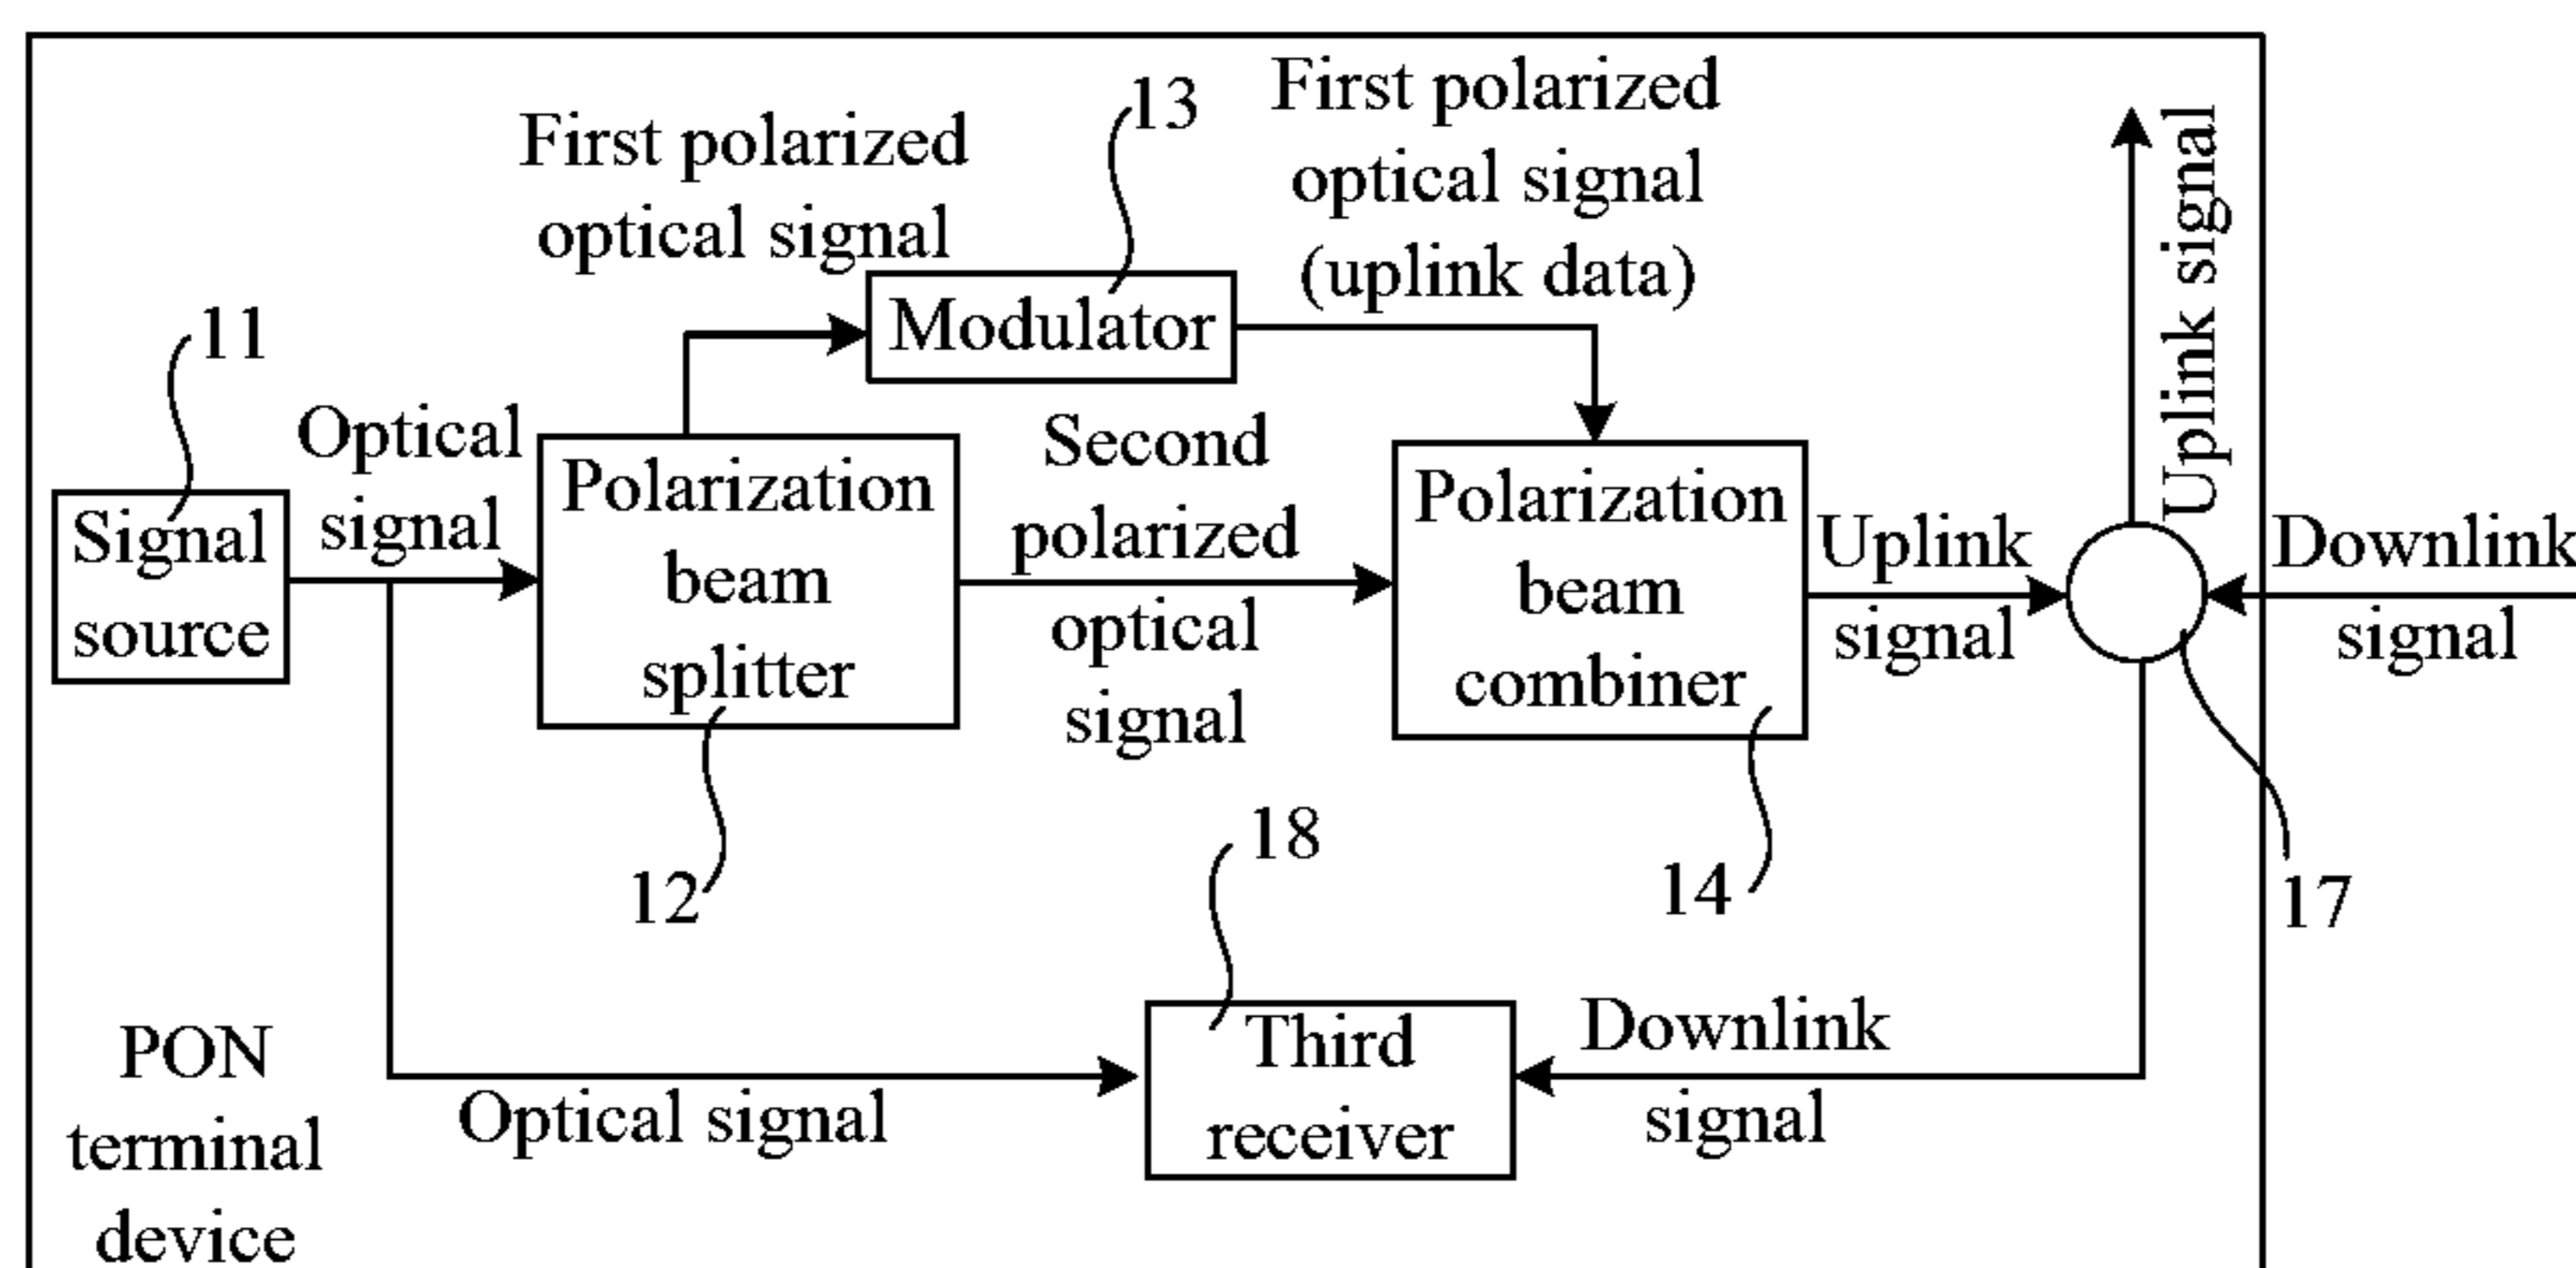 First polarized
optical signal
13
First polarized
optical signal
(uplink data)
Uplink signal
11
Modulator
Optical
signal
Signal
source
Polarization
beam
splitter
Second
polarized
optical
signal
Polarization
beam
combiner
Uplink
signal
Downlink
signal
12
18
14
17
PON
terminal
device
Optical signal
Third
receiver
Downlink
signal